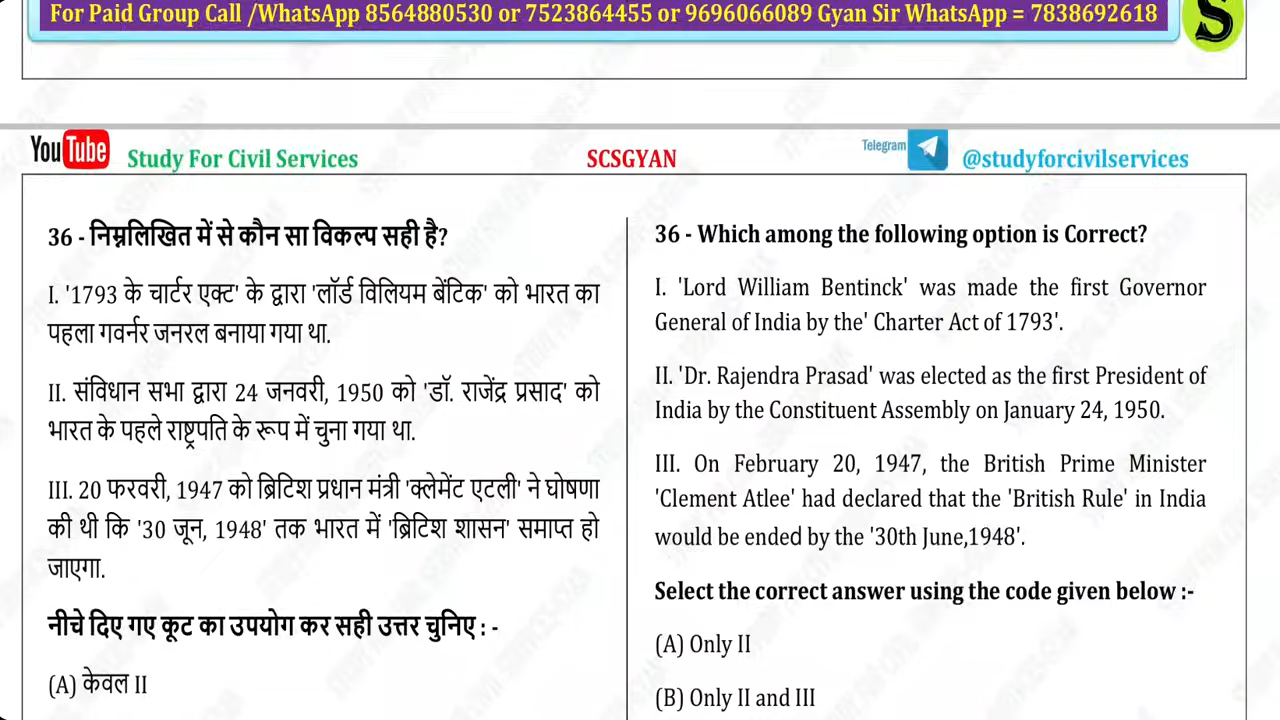 For Paid Group Call /WhatsApp 8564880530 or 7523864455 or 9696066089 Gyan Sir WhatsApp = 7838692618
S
YouTube Study For Civil Services SCSGYAN Telegram @studyforcivilservices
36 - निम्नलिखित में से कौन सा विकल्प सही है?
I. '1793 के चार्टर एक्ट' के द्वारा 'लॉर्ड विलियम बेंटिक' को भारत का
पहला गवर्नर जनरल बनाया गया था.
II. संविधान सभा द्वारा 24 जनवरी, 1950 को 'डॉ. राजेंद्र प्रसाद' को
भारत के पहले राष्ट्रपति के रूप में चुना गया था.
III. 20 फरवरी, 1947 को ब्रिटिश प्रधान मंत्री 'क्लेमेंट एटली' ने घोषणा
की थी कि '30 जून, 1948' तक भारत में 'ब्रिटिश शासन' समाप्त हो
जाएगा.
नीचे दिए गए कूट का उपयोग कर सही उत्तर चुनिए : -
(A) केवल II
36 - Which among the following option is Correct?
I. 'Lord William Bentinck' was made the first Governor
General of India by the' Charter Act of 1793'.
II. 'Dr. Rajendra Prasad' was elected as the first President of
India by the Constituent Assembly on January 24, 1950.
III. On February 20, 1947, the British Prime Minister
'Clement Atlee' had declared that the 'British Rule' in India
would be ended by the '30th June,1948'.
Select the correct answer using the code given below :-
(A) Only II
(B) Only II and III